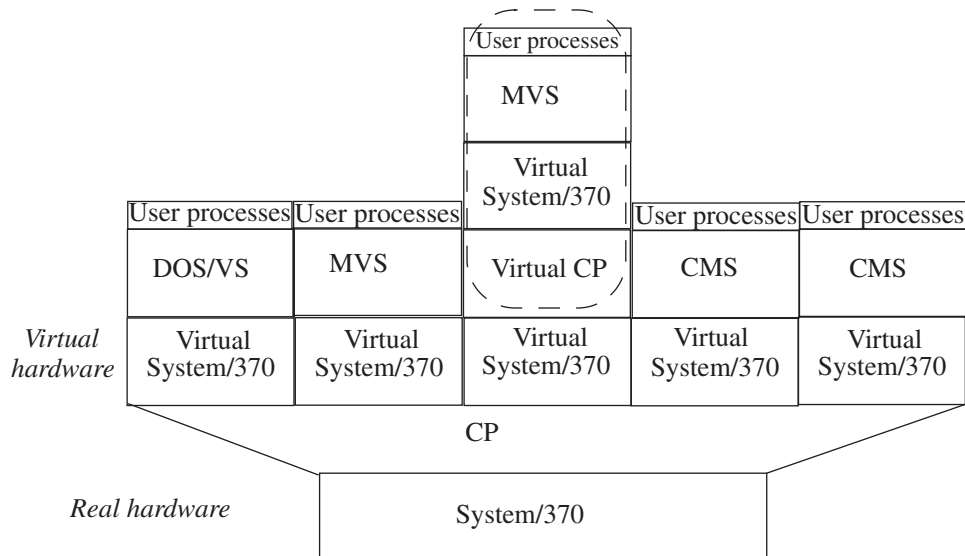 User processes
MVS
Virtual
System/370
User processes
User processes
User processes
User processes
DOS/VS
MVS
Virtual CP
CMS
CMS
Virtual
hardware
Virtual
System/370
Virtual
System/370
Virtual
System/370
Virtual
System/370
Virtual
System/370
CP
Real hardware
System/370